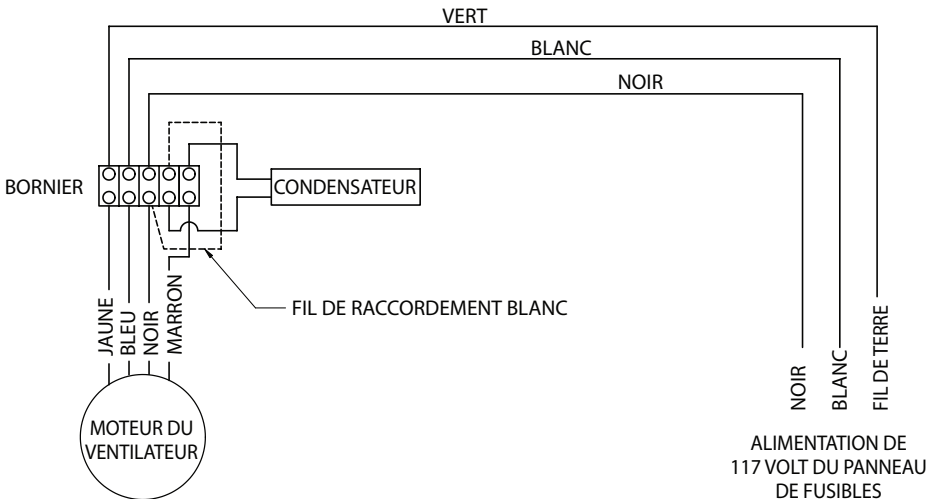 VERT
BLANC
NOIR
BORNIER
CONDENSATEUR
FIL DE RACCORDEMENT BLANC
JAUNE
BLEU
NOIR
MARRON
MOTEUR DU
VENTILATEUR
NOIR
BLANC
FIL DE TERRE
ALIMENTATION DE
117 VOLT DU PANNEAU
DE FUSIBLES